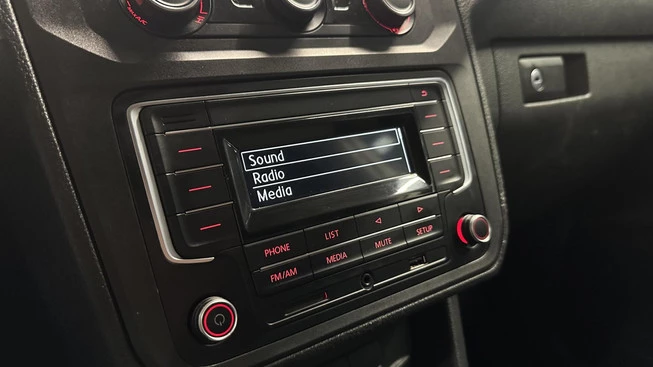 Sound
Radio
Media
PHONE
LIST
FM/AM
MEDIA
MUTE
SETUP